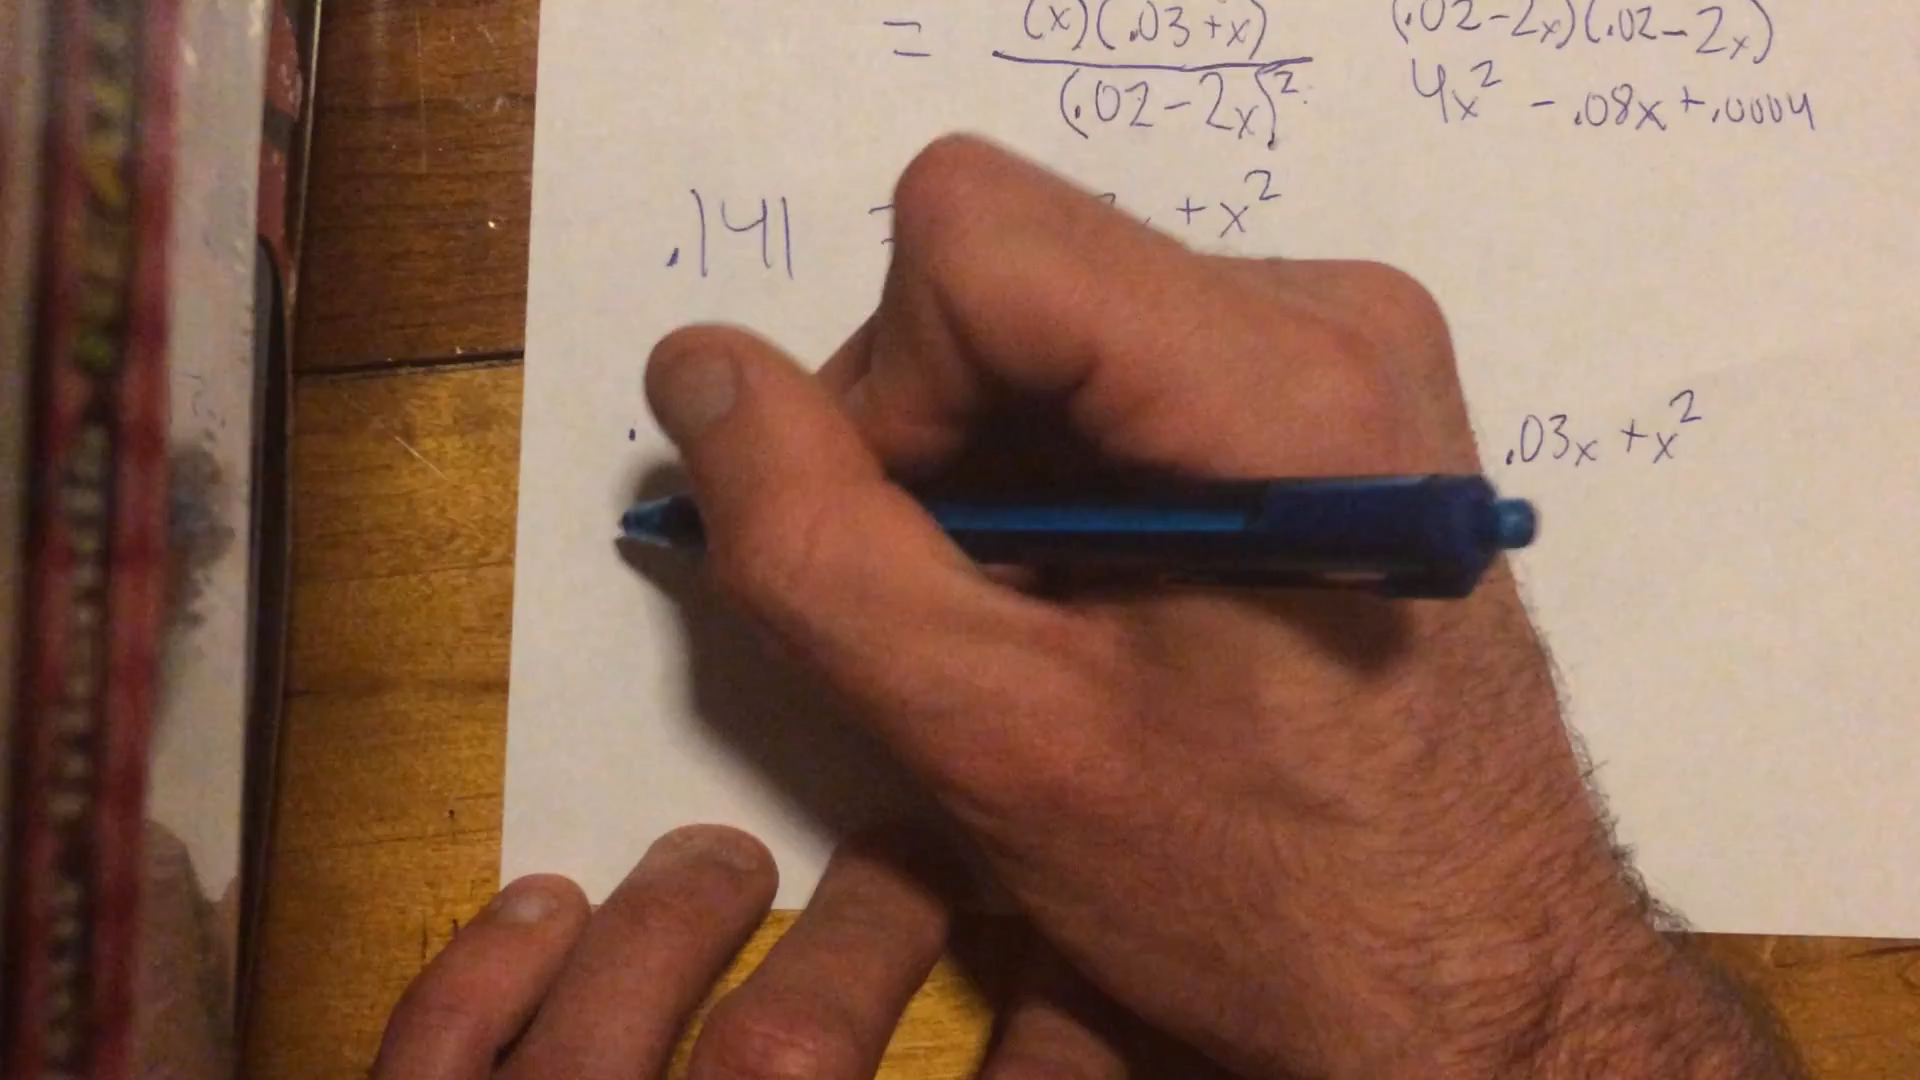 = (x)(.03+x) (.02-2x)(.02-2x)
(.02-2x)² 4x² - .08x + .0004
.141 + x²
.03x + x²